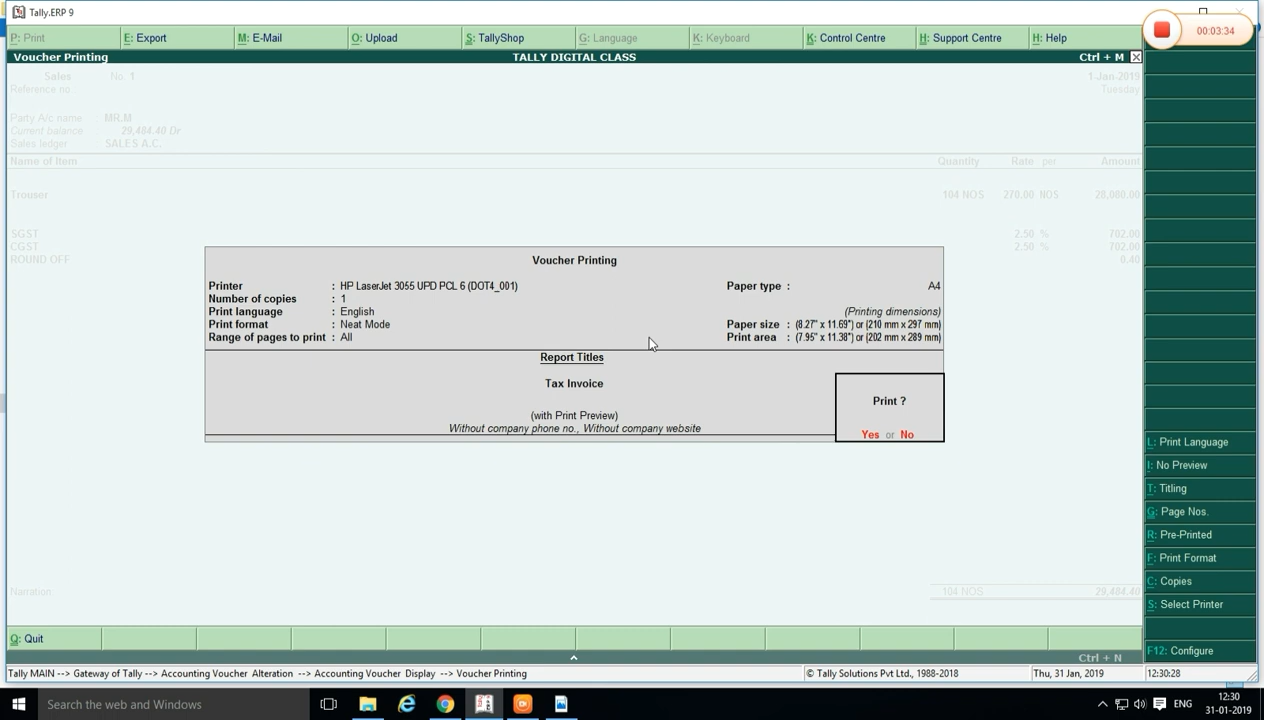 Tally.ERP 9
00:03:34
P: Print E: Export M: E-Mail O: Upload S: TallyShop G: Language K: Keyboard K: Control Centre H: Support Centre H: Help
Voucher Printing TALLY DIGITAL CLASS Ctrl + M
Sales No. 1 1-Jan-2019
Reference no. Tuesday
Party A/c name MR.M
Current balance 29,484.40 Dr
Sales ledger SALES A.C.
Name of Item Quantity Rate per Amount
Trouser 104 NOS 270.00 NOS 28,080.00
SGST 2.50 % 702.00
CGST 2.50 % 702.00
ROUND OFF 0.40
Voucher Printing
Printer : HP LaserJet 3055 UPD PCL 6 (DOT4_001) Paper type : A4
Number of copies : 1
Print language : English (Printing dimensions)
Print format : Neat Mode Paper size : (8.27" x 11.69") or (210 mm x 297 mm)
Range of pages to print : All Print area : (7.95" x 11.38") or (202 mm x 289 mm)
Report Titles
Tax Invoice
Print ?
(with Print Preview)
Without company phone no., Without company website
Yes or No
L: Print Language
I: No Preview
T: Titling
G: Page Nos.
R: Pre-Printed
F: Print Format
C: Copies
S: Select Printer
F12: Configure
Narration: 104 NOS 29,484.40
Q: Quit
Ctrl + N
Tally MAIN --> Gateway of Tally --> Accounting Voucher Alteration --> Accounting Voucher Display --> Voucher Printing © Tally Solutions Pvt Ltd., 1988-2018 Thu, 31 Jan, 2019 12:30:28
Search the web and Windows ENG 12:30
31-01-2019